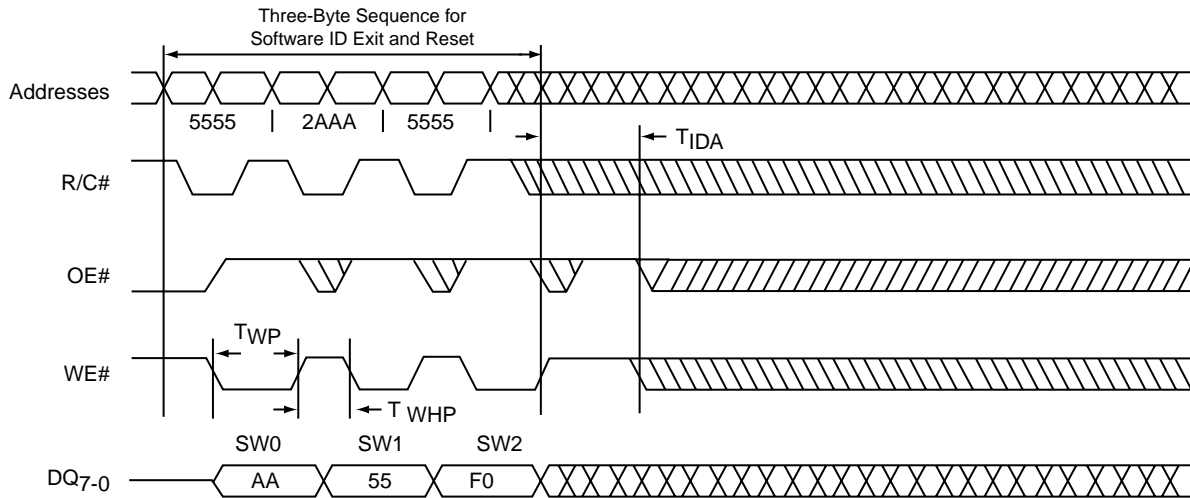 Three-Byte Sequence for
Software ID Exit and Reset
Addresses
5555 2AAA 5555
TIDA
R/C#
OE#
TWP
WE#
T WHP
SW0 SW1 SW2
DQ7-0 AA 55 F0